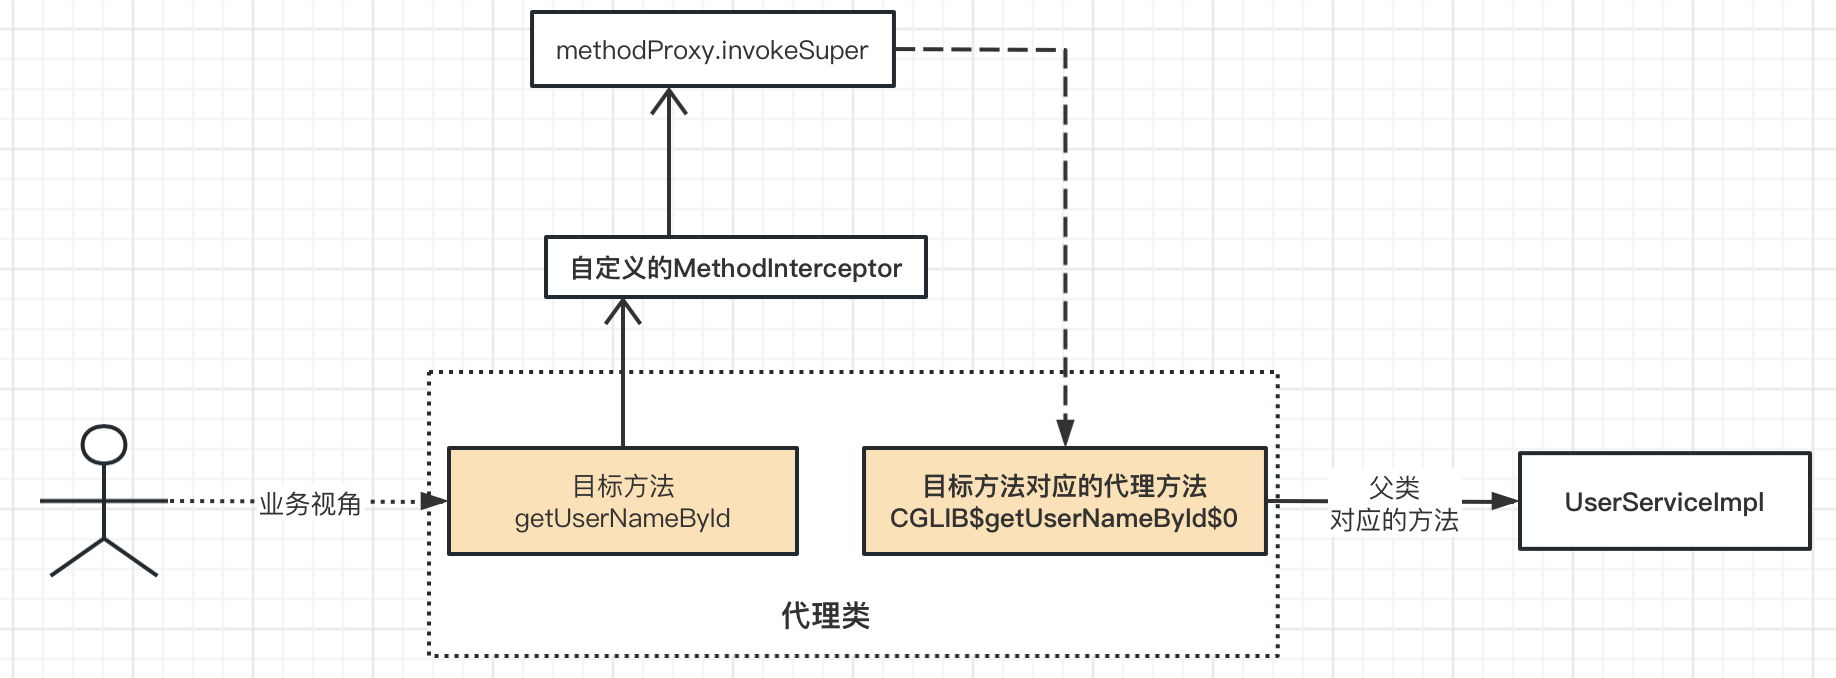 methodProxy.invokeSuper
自定义的MethodInterceptor
业务视角
目标方法
getUserNameById
目标方法对应的代理方法
CGLIB$getUserNameById$0
父类
对应的方法
UserServiceImpl
代理类